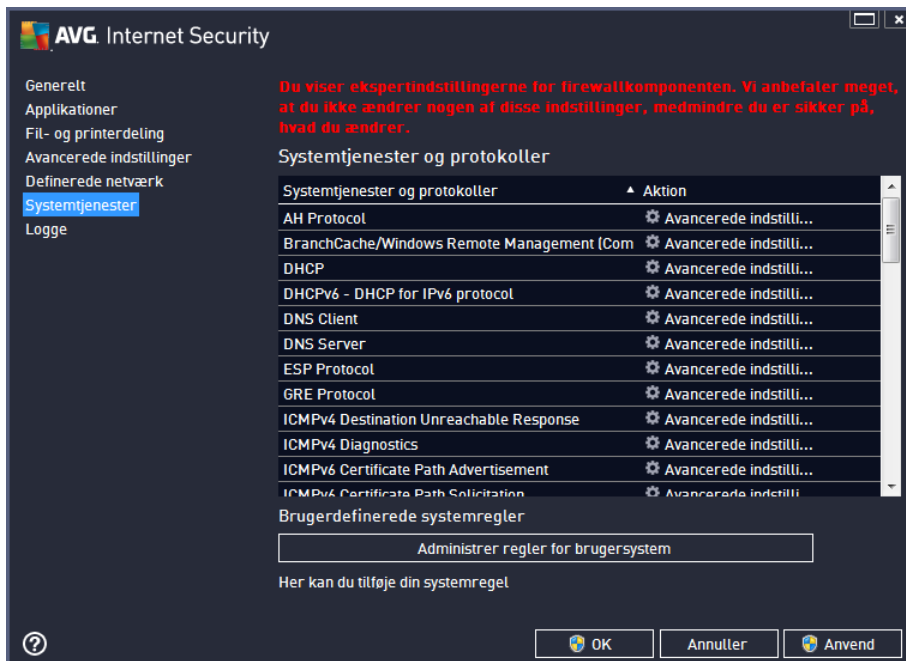 AVG. Internet Security
Generelt
Applikationer
Fil- og printerdeling
Avancerede indstillinger
Definerede netværk
Systemtjenester
Logge
Du viser ekspertindstillingerne for firewallkomponenten. Vi anbefaler meget,
at du ikke ændrer nogen af disse indstillinger, medmindre du er sikker på,
hvad du ændrer.
Systemtjenester og protokoller
Systemtjenester og protokoller Aktion
AH Protocol Avancerede indstilli...
BranchCache/Windows Remote Management (Com Avancerede indstilli...
DHCP Avancerede indstilli...
DHCPv6 - DHCP for IPv6 protocol Avancerede indstilli...
DNS Client Avancerede indstilli...
DNS Server Avancerede indstilli...
ESP Protocol Avancerede indstilli...
GRE Protocol Avancerede indstilli...
ICMPv4 Destination Unreachable Response Avancerede indstilli...
ICMPv4 Diagnostics Avancerede indstilli...
ICMPv6 Certificate Path Advertisement Avancerede indstilli...
ICMPv6 Certificate Path Solicitation Avancerede indstilli...
Brugerdefinerede systemregler
Administrer regler for brugersystem
Her kan du tilføje din systemregel
OK Annuller Anvend